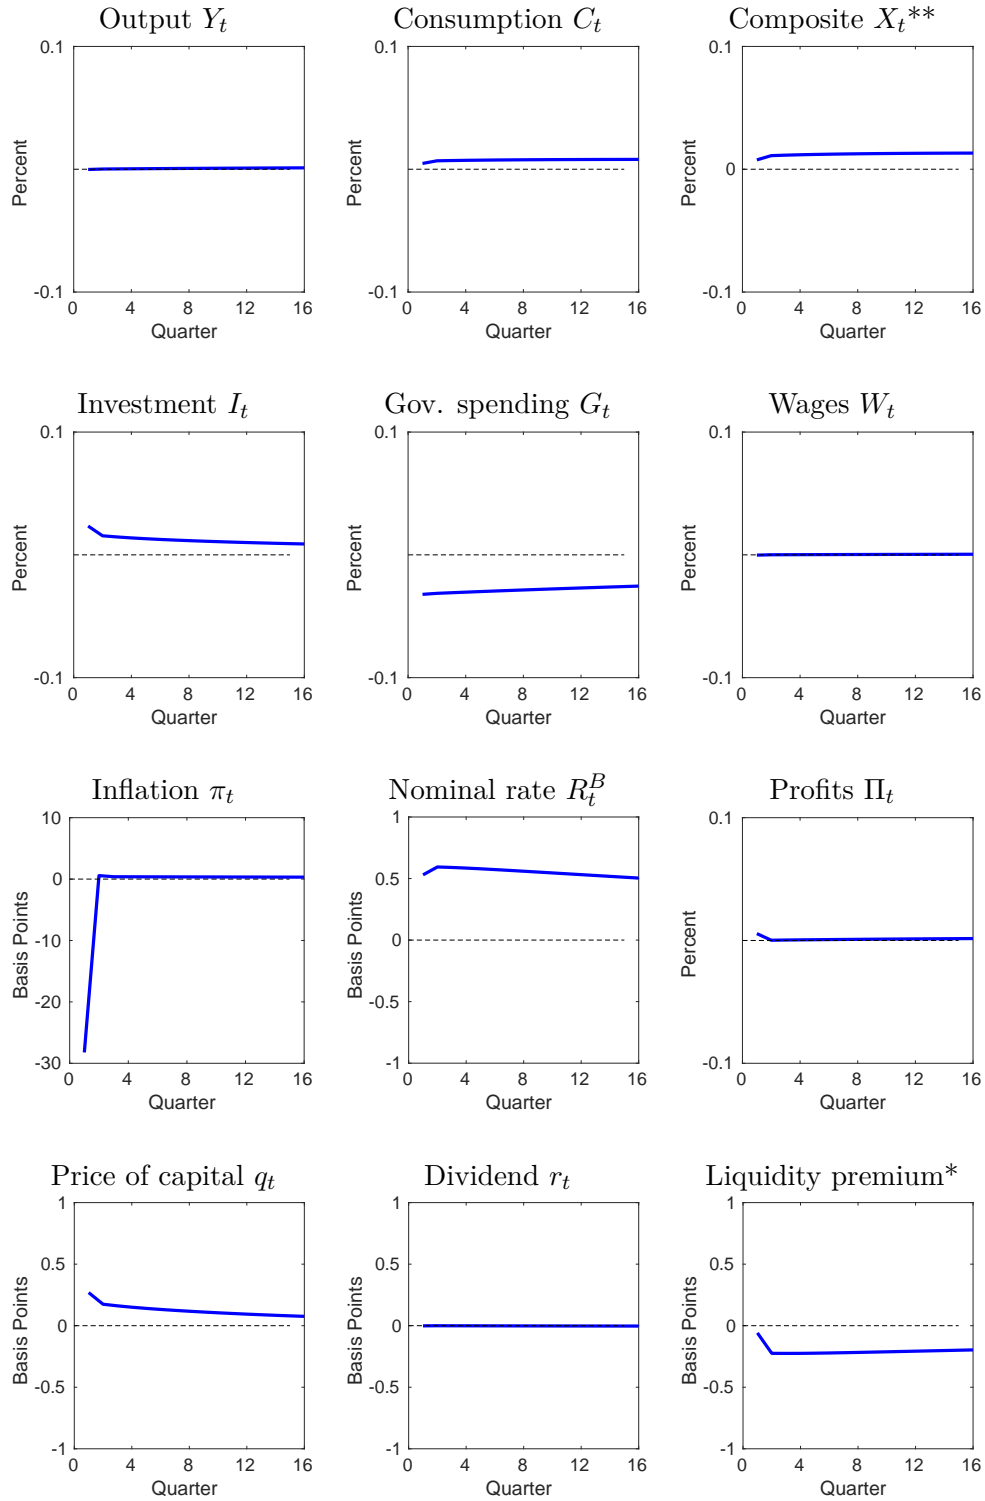 Output Y_t
0.1
Percent
-0.1
0 4 8 12 16
Quarter
Consumption C_t
0.1
Percent
-0.1
0 4 8 12 16
Quarter
Composite X_t**
0.1
Percent
0
-0.1
0 4 8 12 16
Quarter
Investment I_t
0.1
Percent
-0.1
0 4 8 12 16
Quarter
Gov. spending G_t
0.1
Percent
-0.1
0 4 8 12 16
Quarter
Wages W_t
0.1
Percent
-0.1
0 4 8 12 16
Quarter
Inflation π_t
10
0
Basis Points
-10
-20
-30
0 4 8 12 16
Quarter
Nominal rate R_t^B
1
0.5
Basis Points
0
-0.5
-1
0 4 8 12 16
Quarter
Profits Π_t
0.1
Percent
-0.1
0 4 8 12 16
Quarter
Price of capital q_t
1
0.5
Basis Points
0
-0.5
-1
0 4 8 12 16
Quarter
Dividend r_t
1
0.5
Basis Points
0
-0.5
-1
0 4 8 12 16
Quarter
Liquidity premium*
1
0.5
Basis Points
0
-0.5
-1
0 4 8 12 16
Quarter